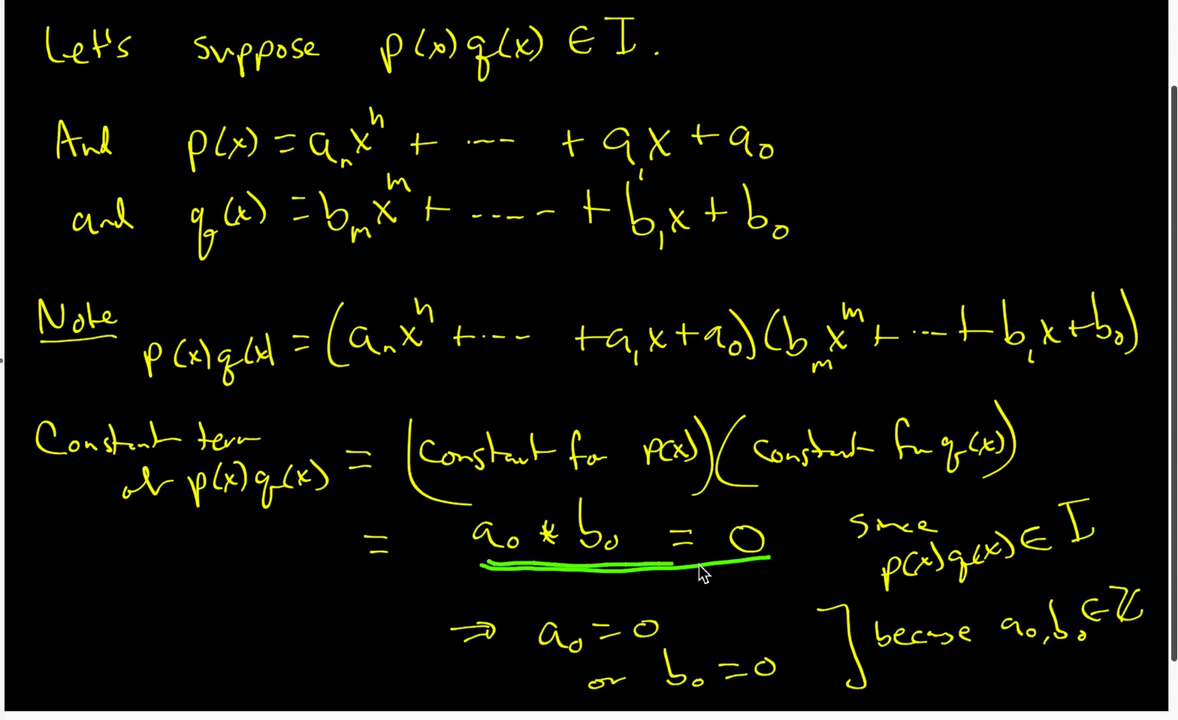 Let's suppose p(x)q(x) ∈ I.
And p(x) = aₙxⁿ + ---- + a₁x + a₀
and q(x) = bₘxᵐ + ----- + b₁x + b₀
Note
p(x)q(x) = (aₙxⁿ + ---- + a₁x + a₀)(bₘxᵐ + ---- + b₁x + b₀)
Constant term of p(x)q(x) = (Constant for p(x))(Constant for q(x))
= a₀ * b₀ = 0 since p(x)q(x) ∈ I
⇒ a₀ = 0
or b₀ = 0 ] because a₀, b₀ ∈ ℤ